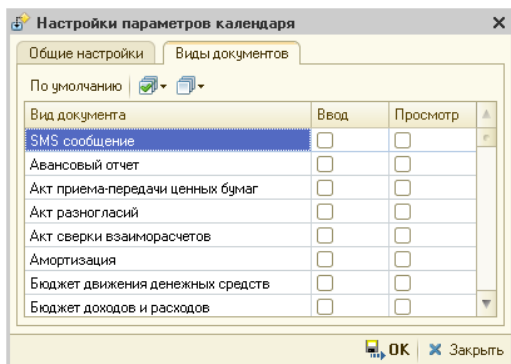 Настройки параметров календаря
Общие настройки Виды документов
По умолчанию
Вид документа Ввод Просмотр
SMS сообщение
Авансовый отчет
Акт приема-передачи ценных бумаг
Акт разногласий
Акт сверки взаиморасчетов
Амортизация
Бюджет движения денежных средств
Бюджет доходов и расходов
OK Закрыть